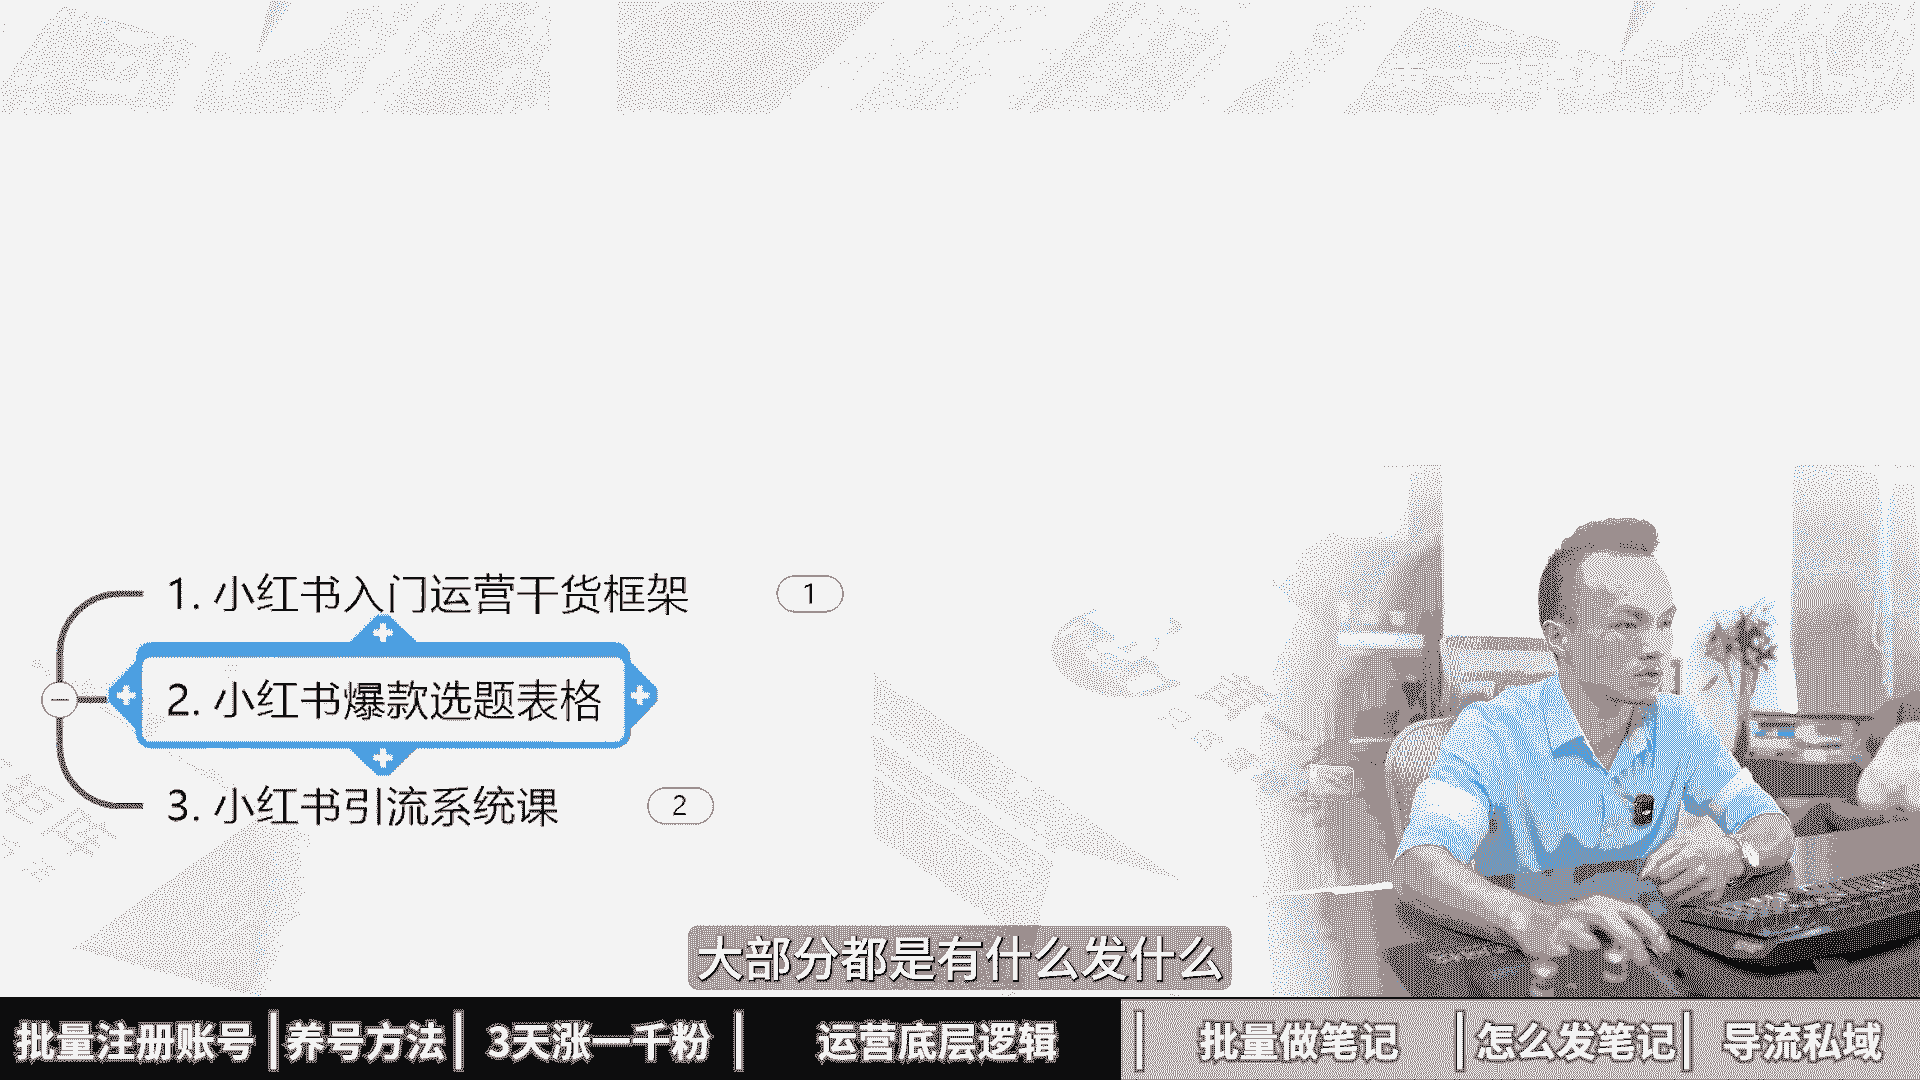 1. 小红书入门运营干货框架 1
2. 小红书爆款选题表格
3. 小红书引流系统课 2
大部分都是有什么发什么
批量注册账号 养号方法 3天涨一千粉 运营底层逻辑 批量做笔记 怎么发笔记 导流私域